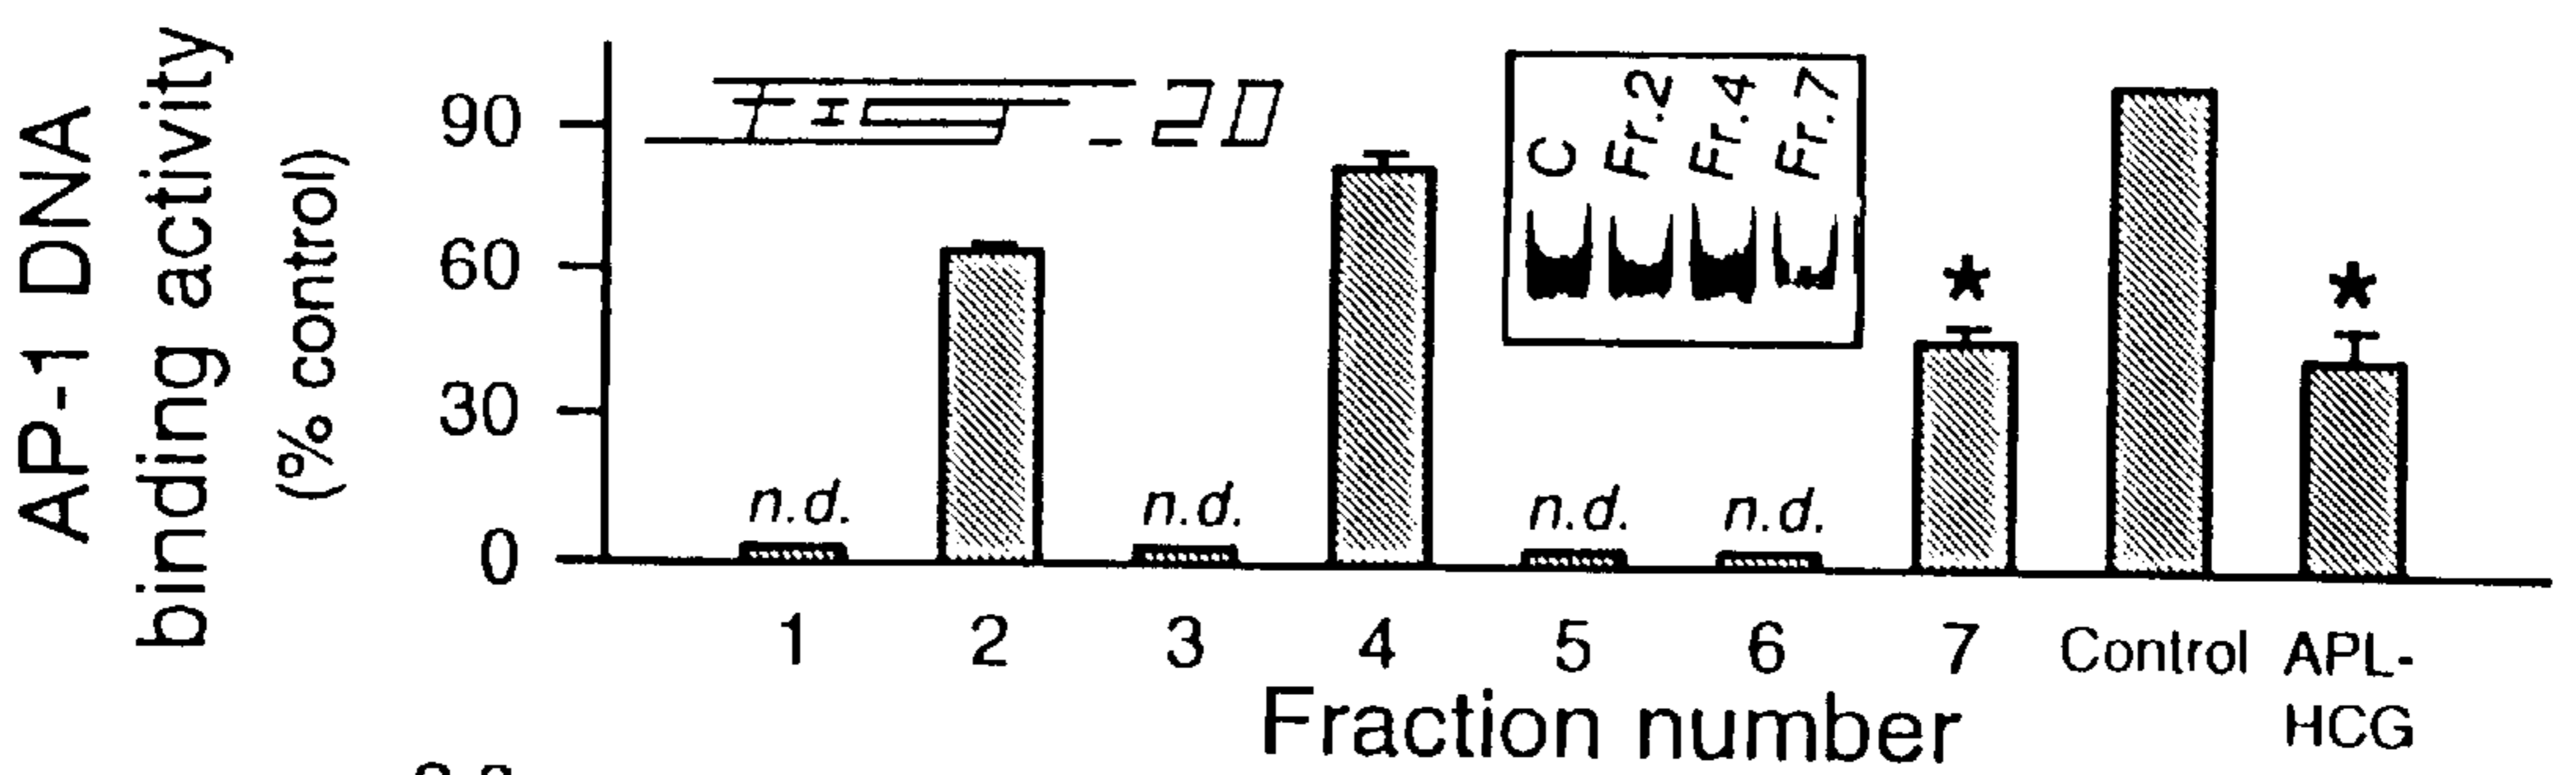 AP-1 DNA
binding activity
(% control)
90
60
30
0
Fig_2D
C
Fr.2
Fr.4
Fr.7
n.d.
n.d.
n.d.
n.d.
*
*
1 2 3 4 5 6 7 Control APL-
HCG
Fraction number